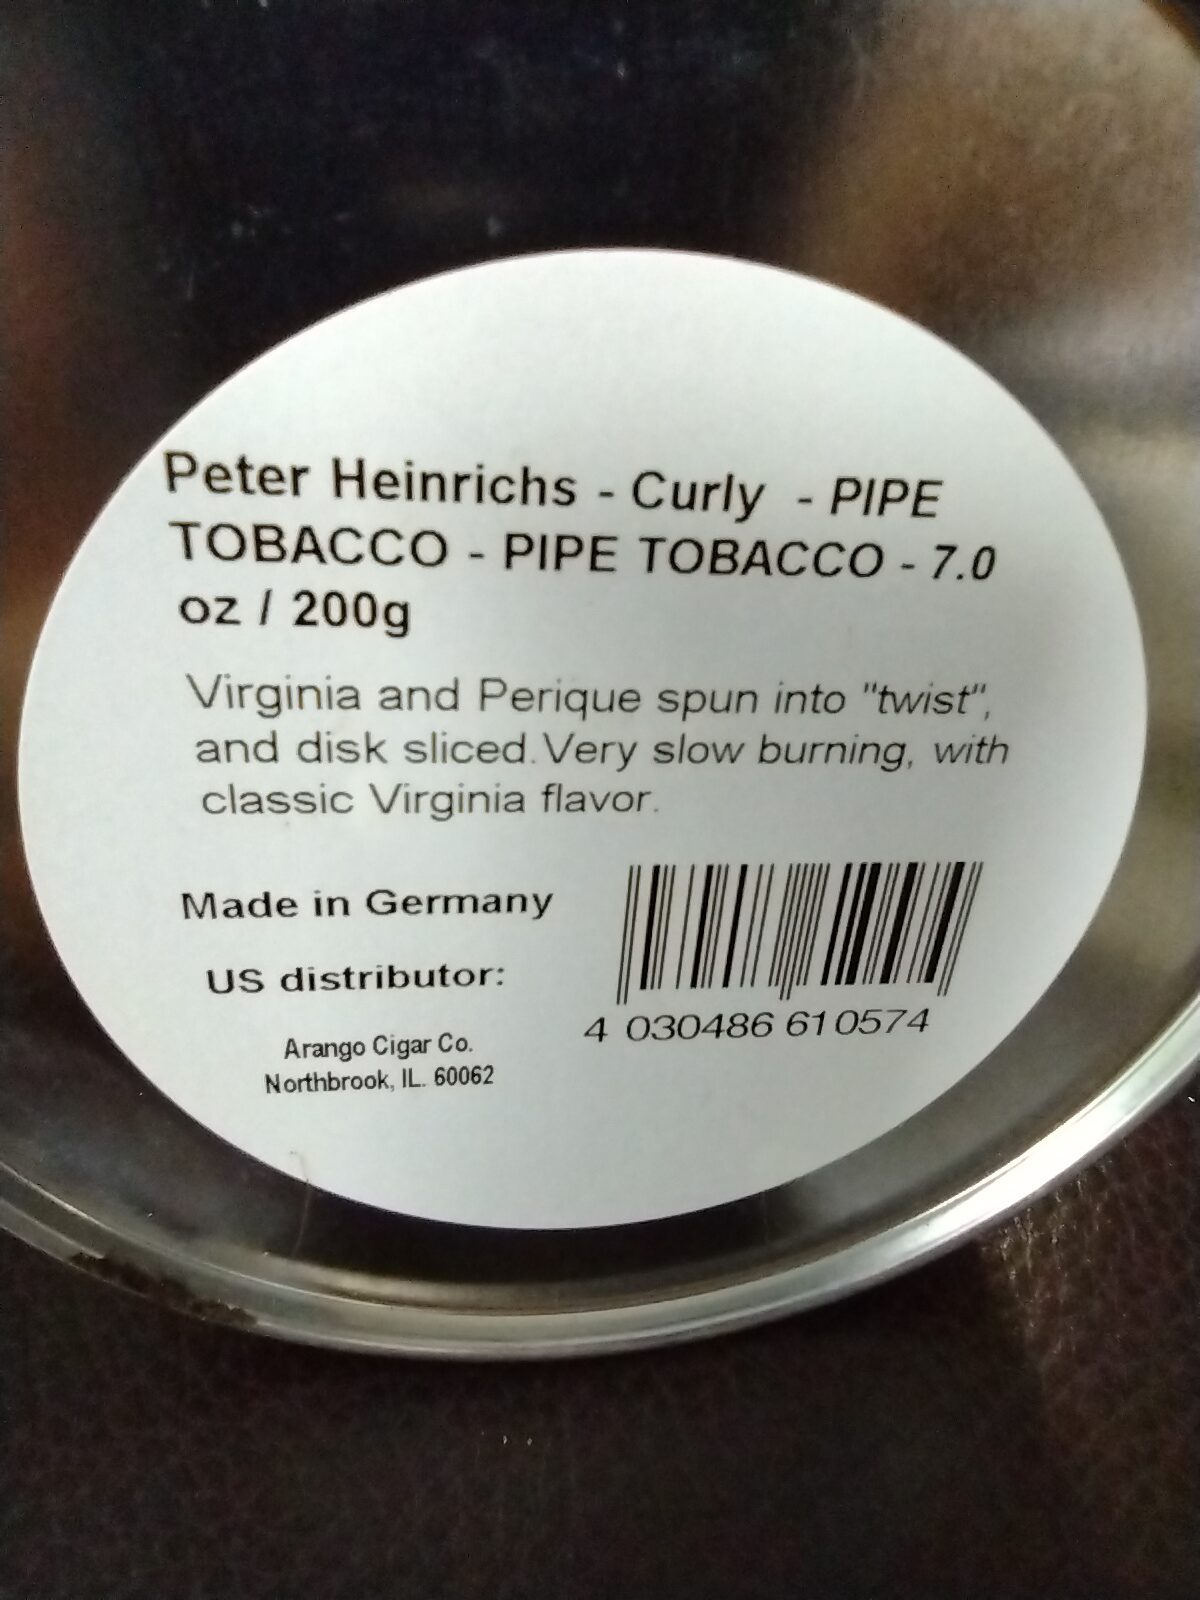 Peter Heinrichs - Curly - PIPE
TOBACCO - PIPE TOBACCO - 7.0
oz / 200g
Virginia and Perique spun into "twist",
and disk sliced. Very slow burning, with
classic Virginia flavor.
Made in Germany
US distributor:
Arango Cigar Co.
Northbrook, IL. 60062
4 030486 610574